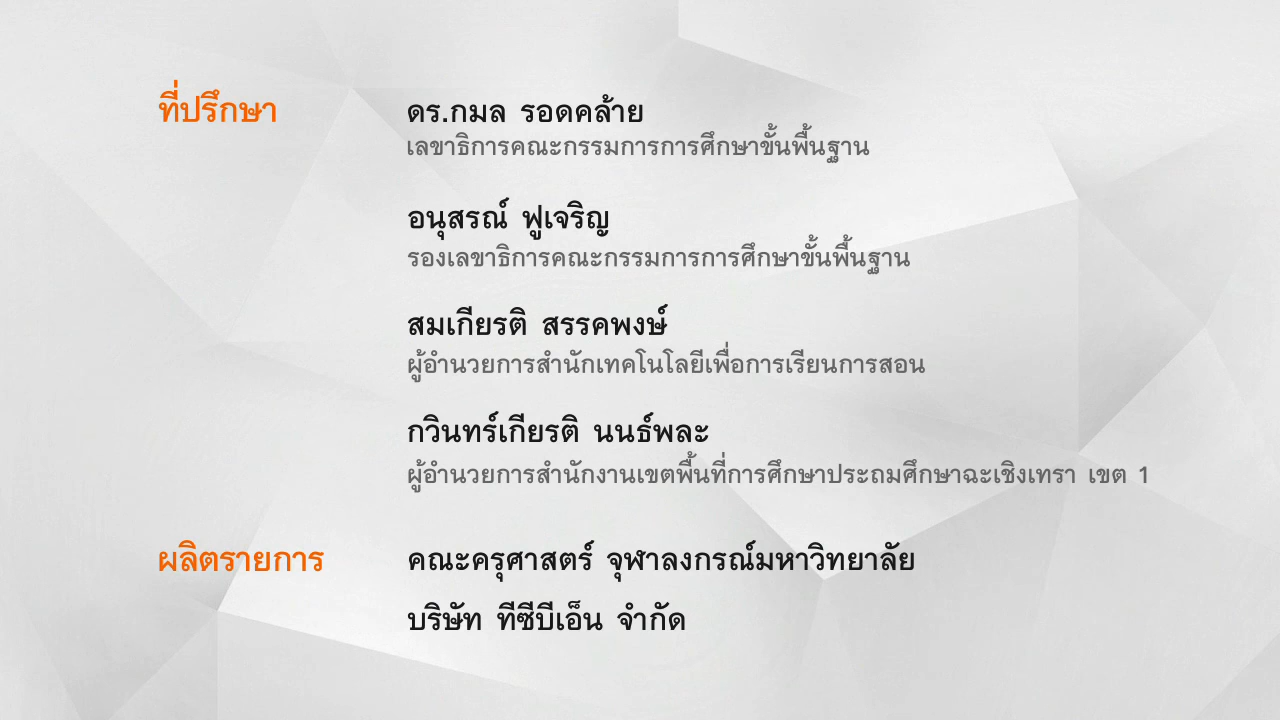 ที่ปรึกษา ดร.กมล รอดคล้าย
เลขาธิการคณะกรรมการการศึกษาขั้นพื้นฐาน
อนุสรณ์ ฟูเจริญ
รองเลขาธิการคณะกรรมการการศึกษาขั้นพื้นฐาน
สมเกียรติ สรรคพงษ์
ผู้อำนวยการสำนักเทคโนโลยีเพื่อการเรียนการสอน
กวินทร์เกียรติ นนธ์พละ
ผู้อำนวยการสำนักงานเขตพื้นที่การศึกษาประถมศึกษาฉะเชิงเทรา เขต 1
ผลิตรายการ คณะครุศาสตร์ จุฬาลงกรณ์มหาวิทยาลัย
บริษัท ทีซีบีเอ็น จำกัด